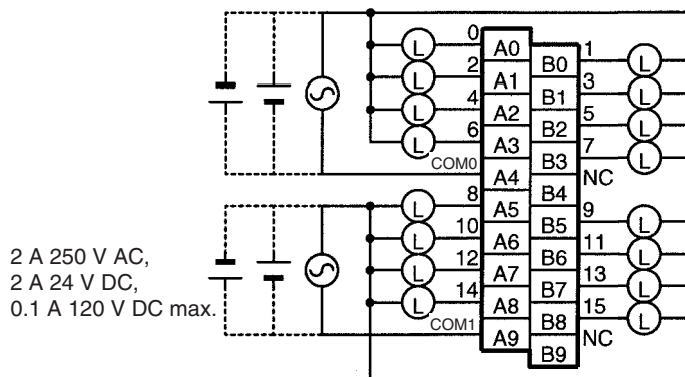 0 A0 1
L B0 L
2 A1 3
L B1 L
4 A2 5
L B2 L
6 A3 7
L B3 L
COM0 A4 NC
B4
8 A5 9
L B5 L
10 A6 11
L B6 L
12 A7 13
L B7 L
14 A8 15
L B8 L
COM1 A9 NC
B9
2 A 250 V AC,
2 A 24 V DC,
0.1 A 120 V DC max.